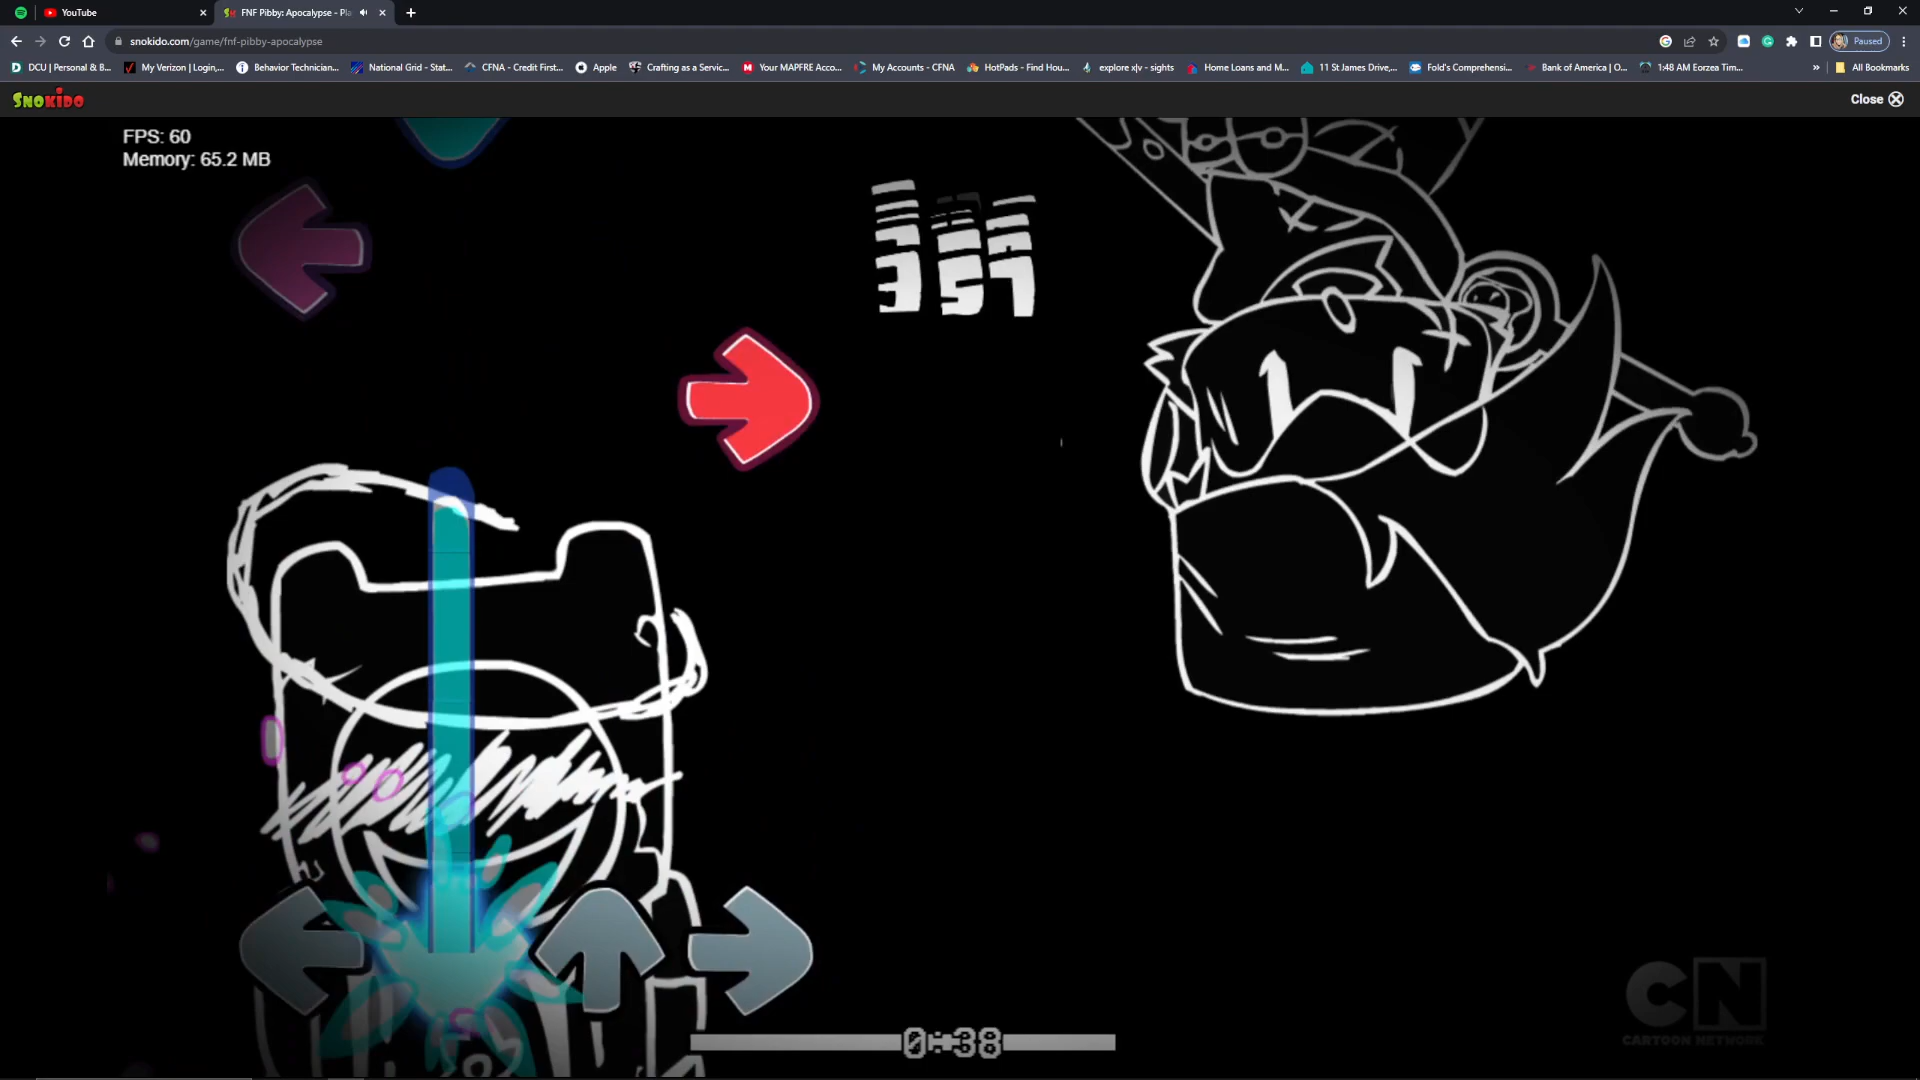 YouTube
FNF Pibby: Apocalypse - Pla
snokido.com/game/fnf-pibby-apocalypse
Paused
DCU | Personal & B...
My Verizon | Login,...
Behavior Technician...
National Grid - Stat...
CFNA - Credit First...
Apple
Crafting as a Servic...
Your MAPFRE Acco...
My Accounts - CFNA
HotPads - Find Hou...
explore xiv - sights
Home Loans and M...
11 St James Drive,...
Fold's Comprehensi...
Bank of America | O...
1:48 AM Eorzea Tim...
»
All Bookmarks
SNOKIDO
Close
FPS: 60
Memory: 65.2 MB
357
0:38
CN
CARTOON NETWORK